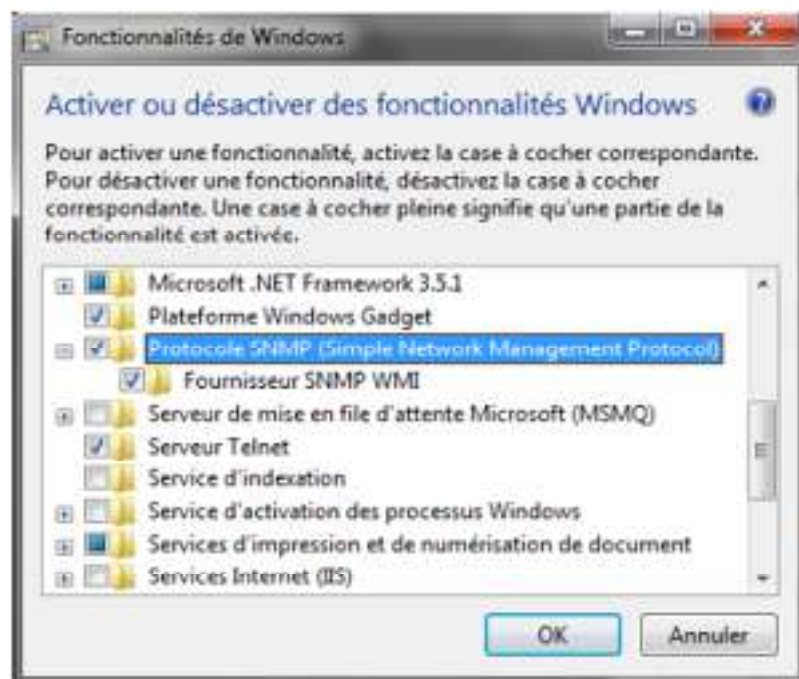 Fonctionnalités de Windows
Activer ou désactiver des fonctionnalités Windows
Pour activer une fonctionnalité, activez la case à cocher correspondante.
Pour désactiver une fonctionnalité, désactivez la case à cocher
correspondante. Une case à cocher pleine signifie qu'une partie de la
fonctionnalité est activée.
Microsoft .NET Framework 3.5.1
Plateforme Windows Gadget
Protocole SNMP (Simple Network Management Protocol)
Fournisseur SNMP WMI
Serveur de mise en file d'attente Microsoft (MSMQ)
Serveur Telnet
Service d'indexation
Service d'activation des processus Windows
Services d'impression et de numérisation de document
Services Internet (IIS)
OK
Annuler